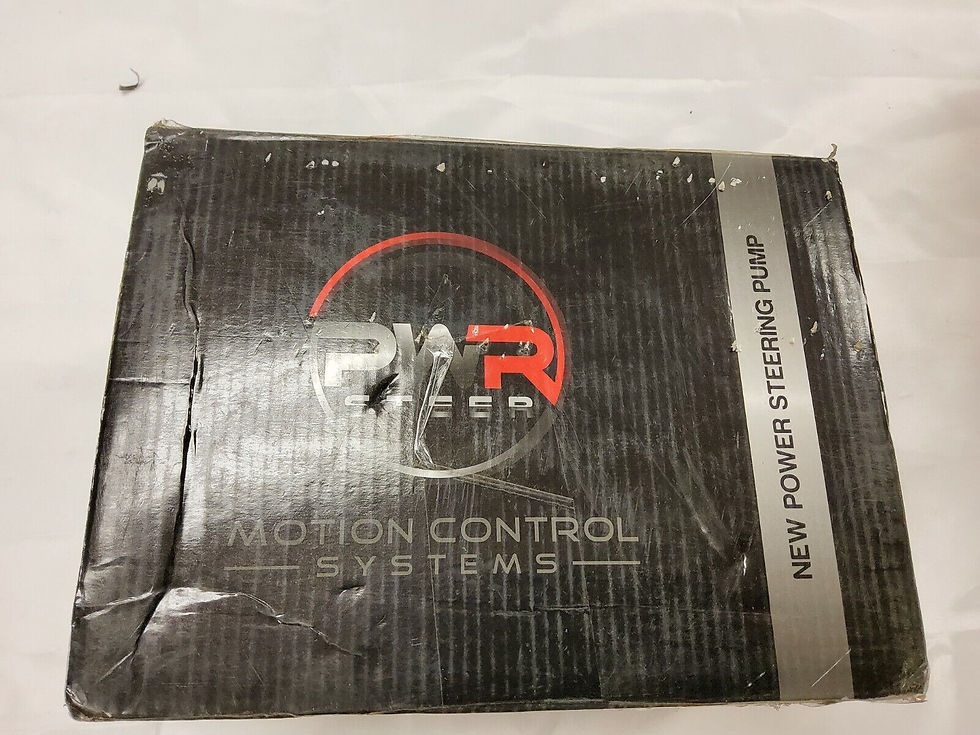 PWR
STEER
MOTION CONTROL
SYSTEMS
NEW POWER STEERING PUMP